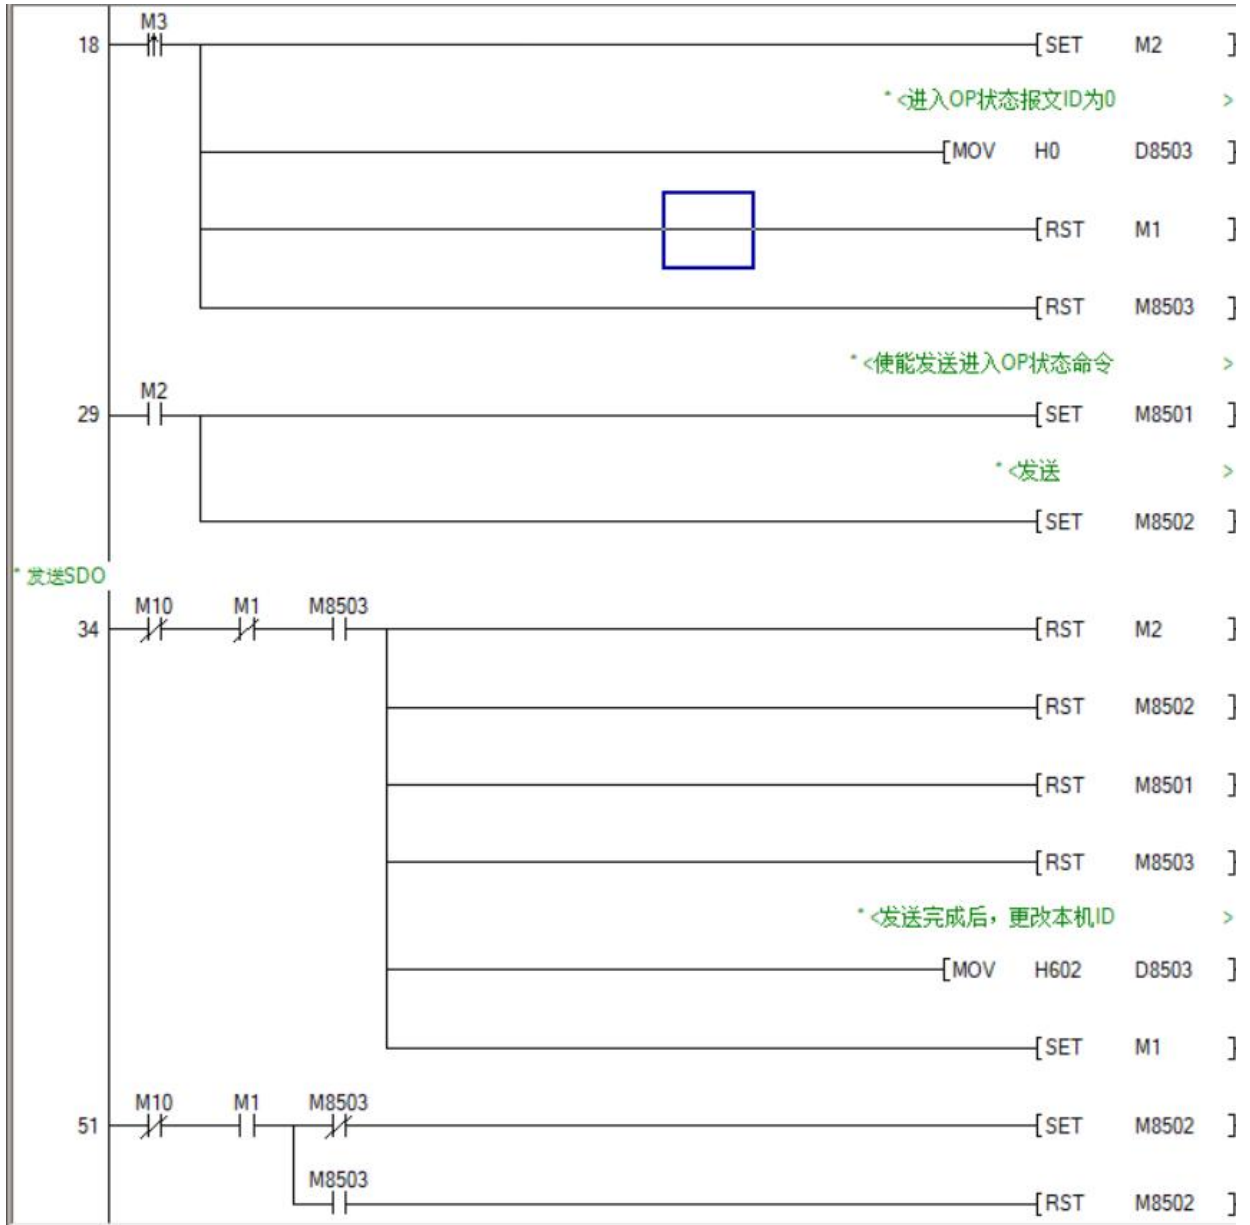 M3
18 [SET M2 ]
* <进入OP状态报文ID为0 >
[MOV H0 D8503 ]
[RST M1 ]
[RST M8503 ]
* <使能发送进入OP状态命令 >
M2
29 [SET M8501 ]
* <发送 >
[SET M8502 ]
* 发送SDO
M10 M1 M8503
34 [RST M2 ]
[RST M8502 ]
[RST M8501 ]
[RST M8503 ]
* <发送完成后，更改本机ID >
[MOV H602 D8503 ]
[SET M1 ]
M10 M1 M8503
51 [SET M8502 ]
M8503
[RST M8502 ]